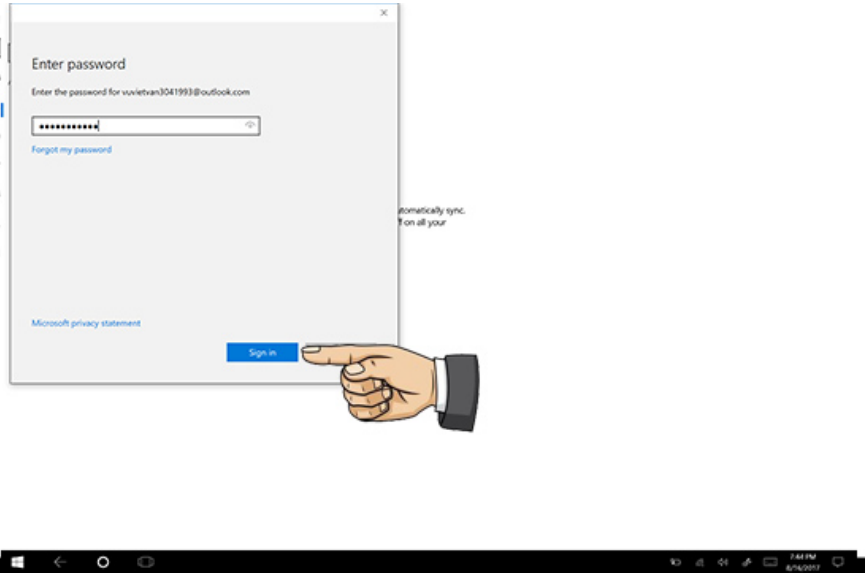 Enter password
Enter the password for vuvietvan3041993@outlook.com
Forgot my password
utomatically sync.
f on all your
Microsoft privacy statement
Sign in
7:44 PM
8/14/2017